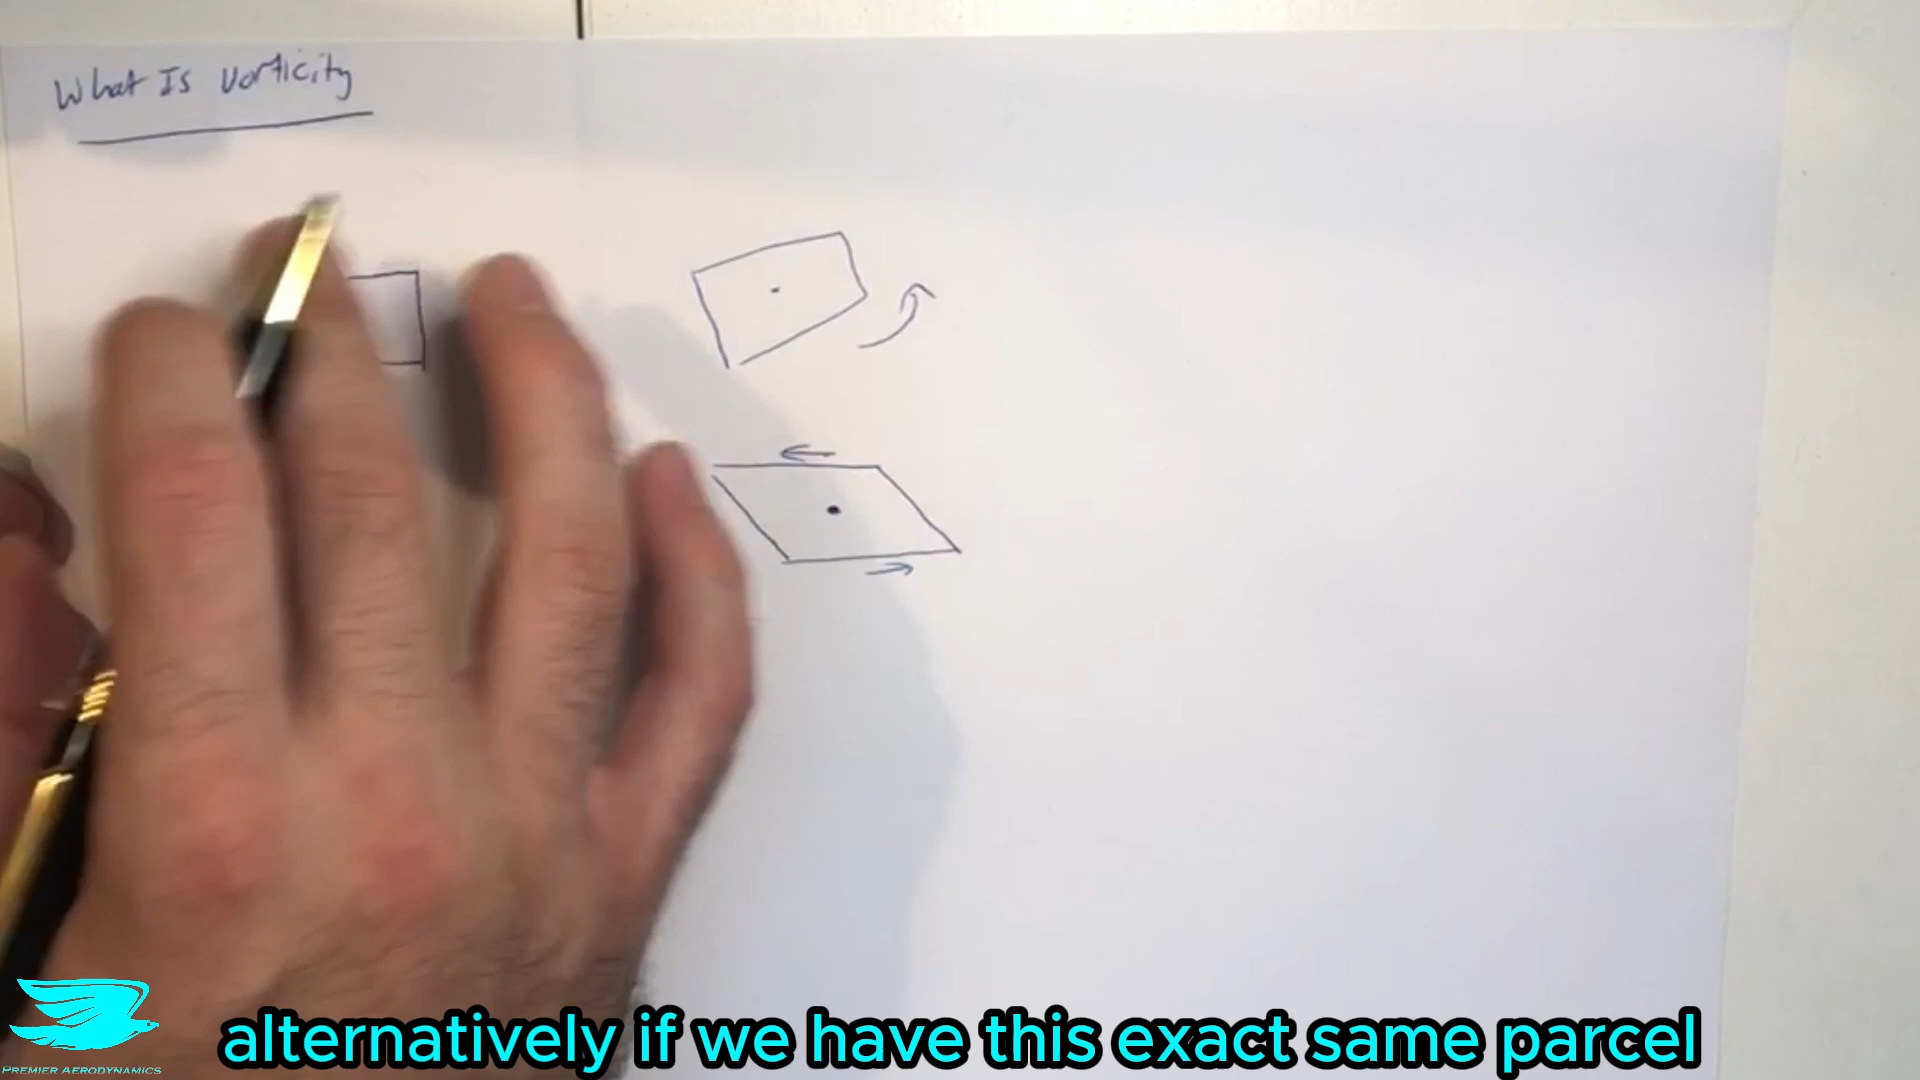 What Is Vorticity
alternatively if we have this exact same parcel
PREMIER AERODYNAMICS